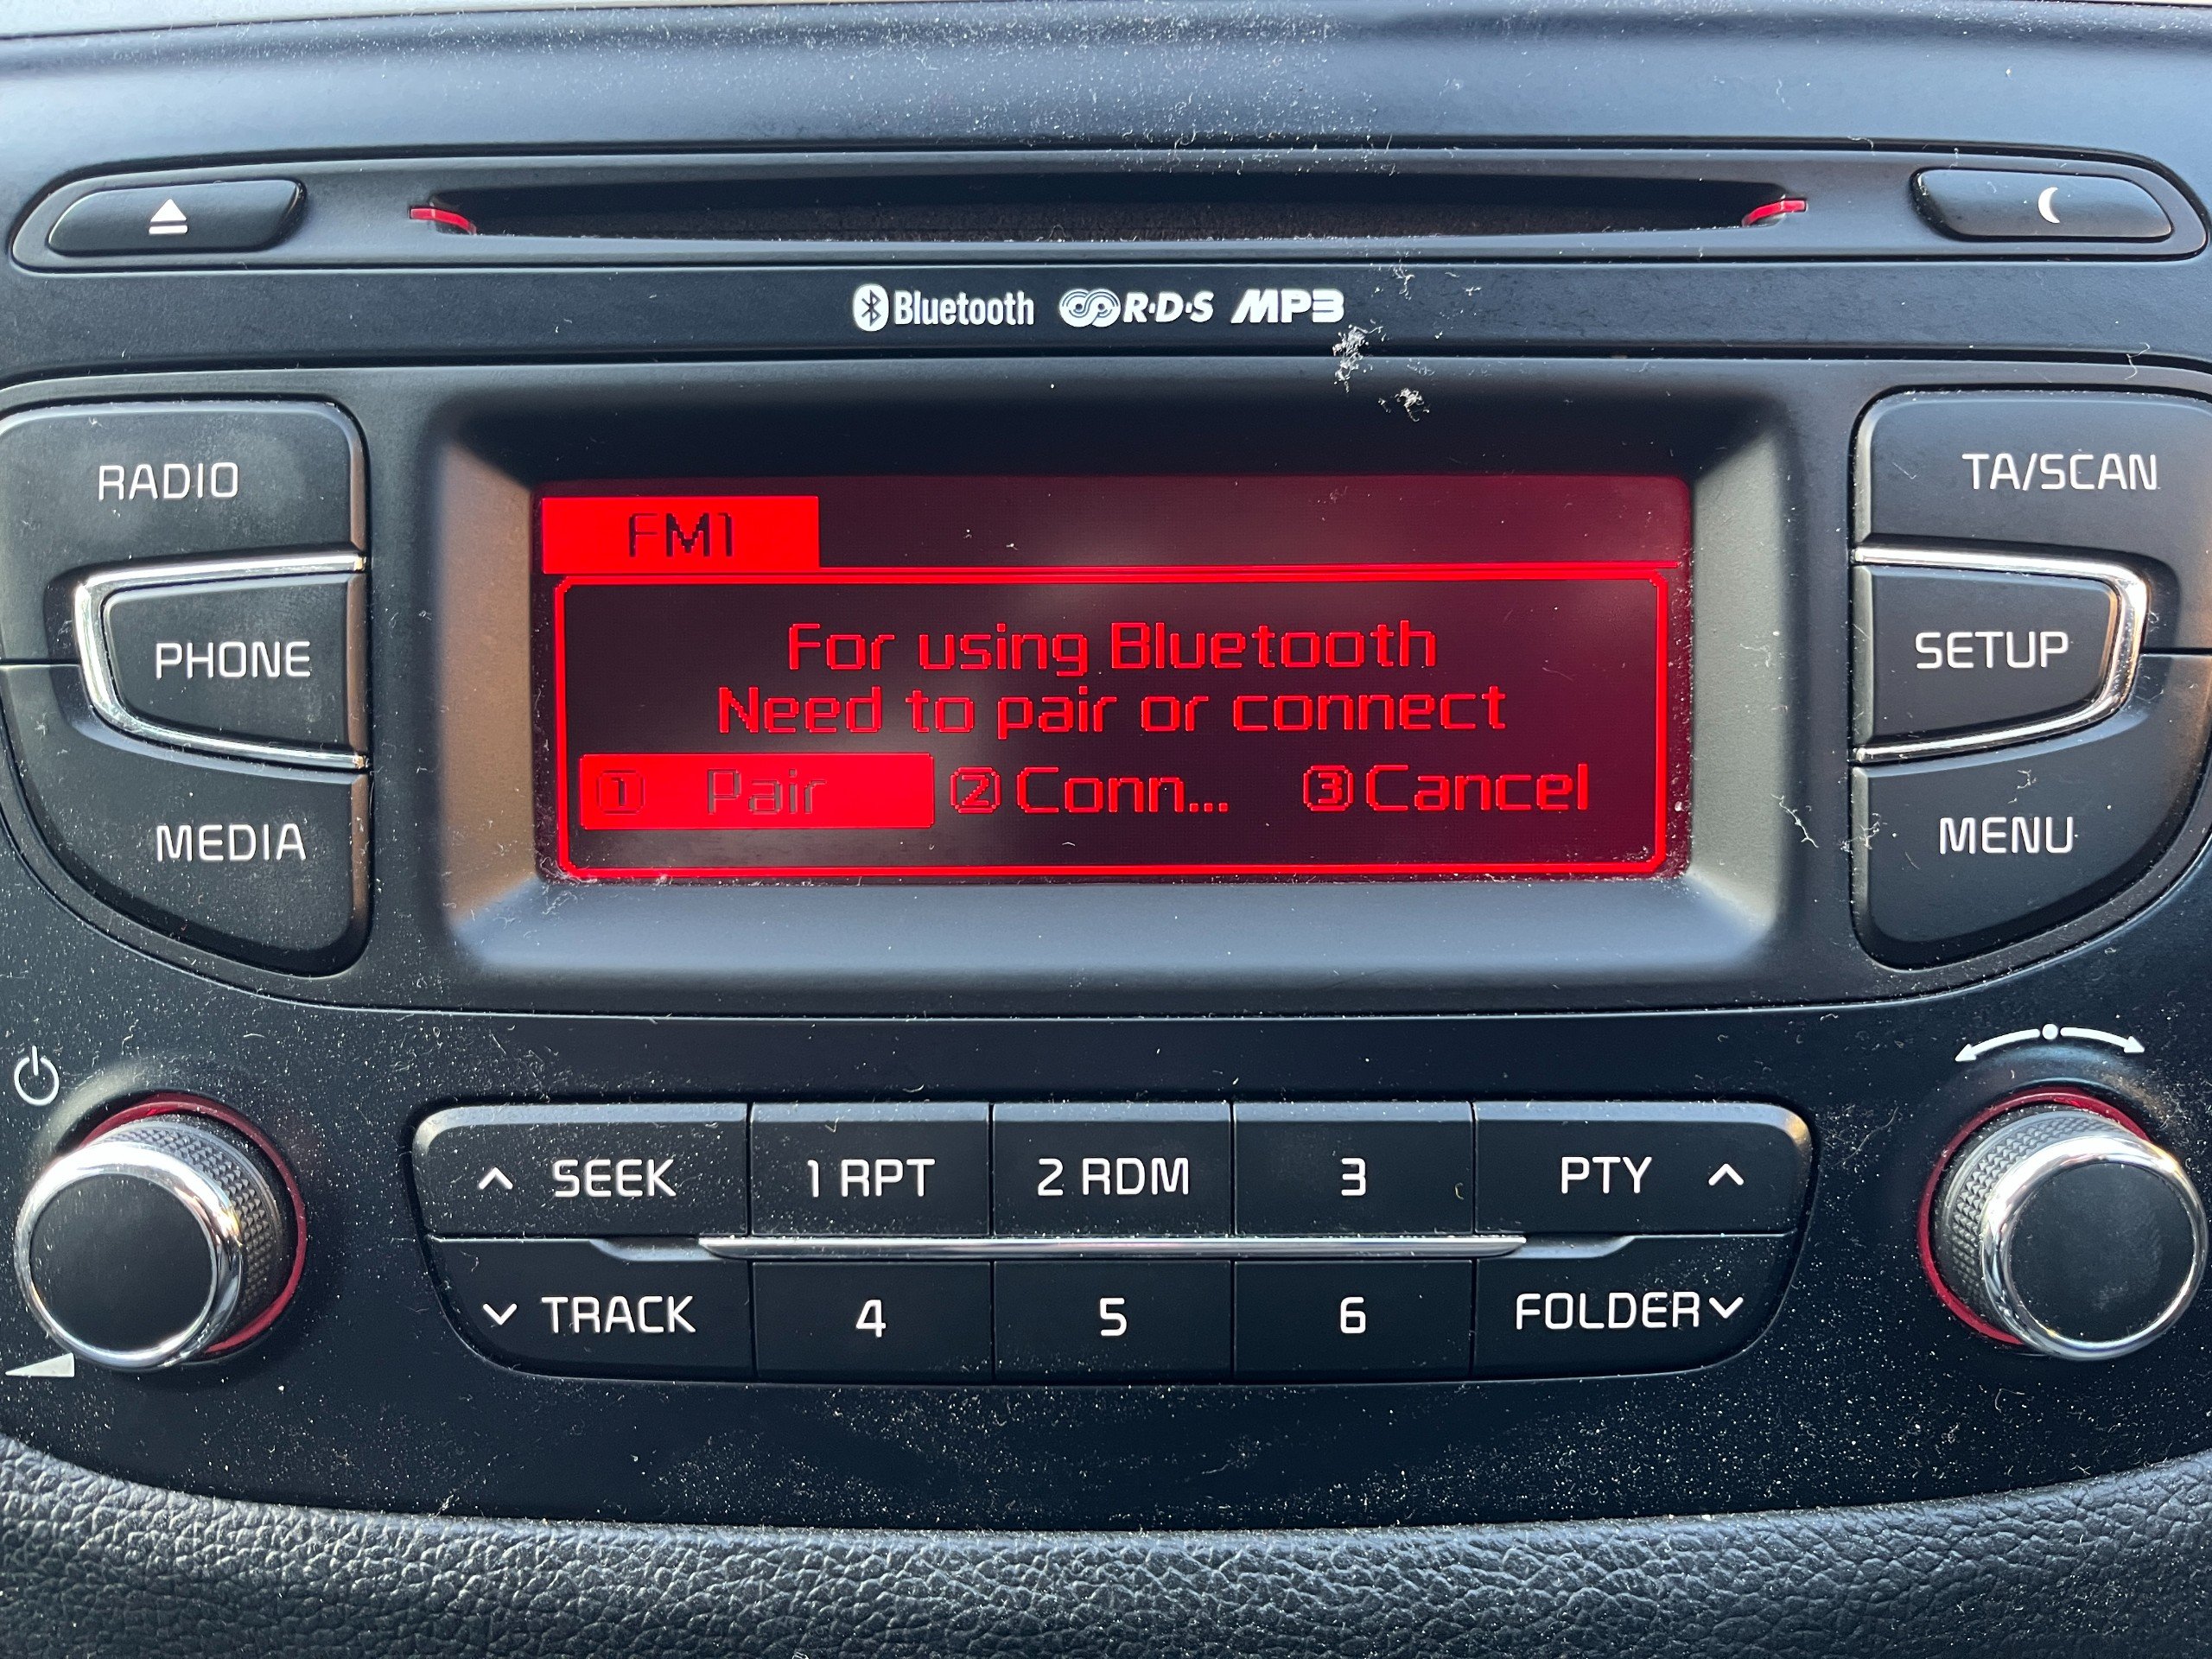 Bluetooth R·D·S MP3
RADIO
TA/SCAN
FM1
For using Bluetooth
PHONE
SETUP
Need to pair or connect
1 Pair 2 Conn... 3 Cancel
MEDIA
MENU
SEEK 1 RPT 2 RDM 3 PTY
TRACK 4 5 6 FOLDER